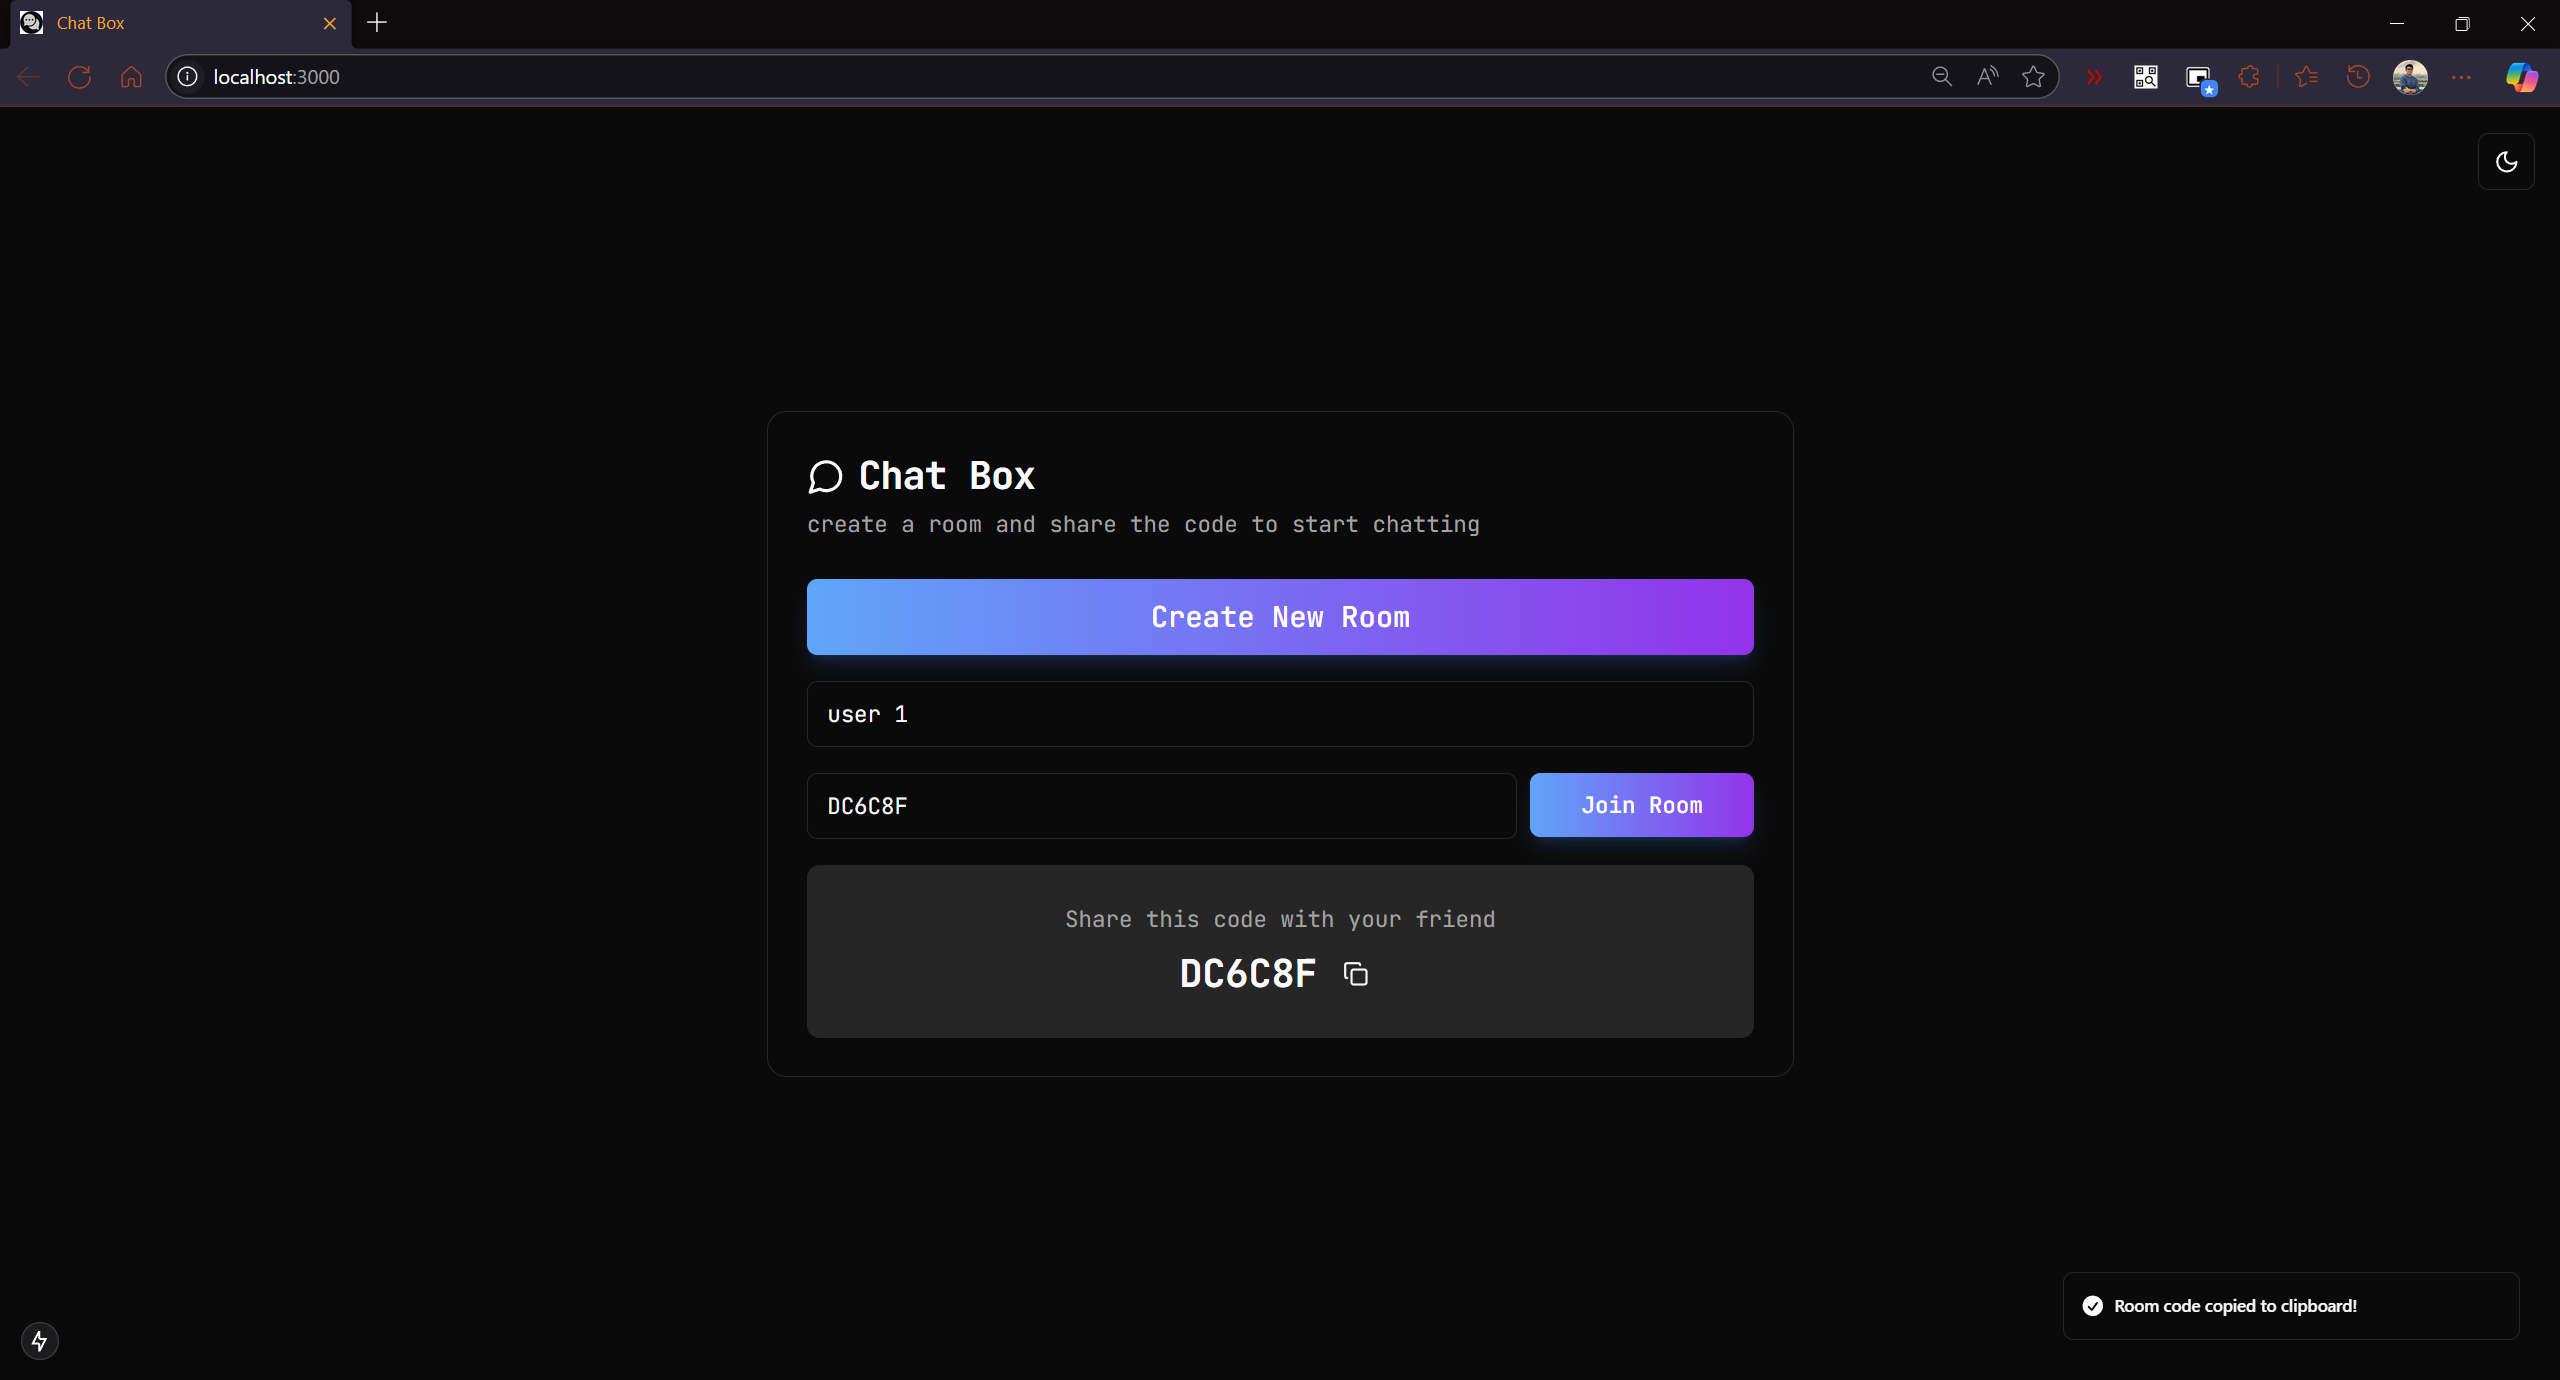 Chat Box
localhost:3000
Chat Box
create a room and share the code to start chatting
Create New Room
user 1
DC6C8F
Join Room
Share this code with your friend
DC6C8F
Room code copied to clipboard!